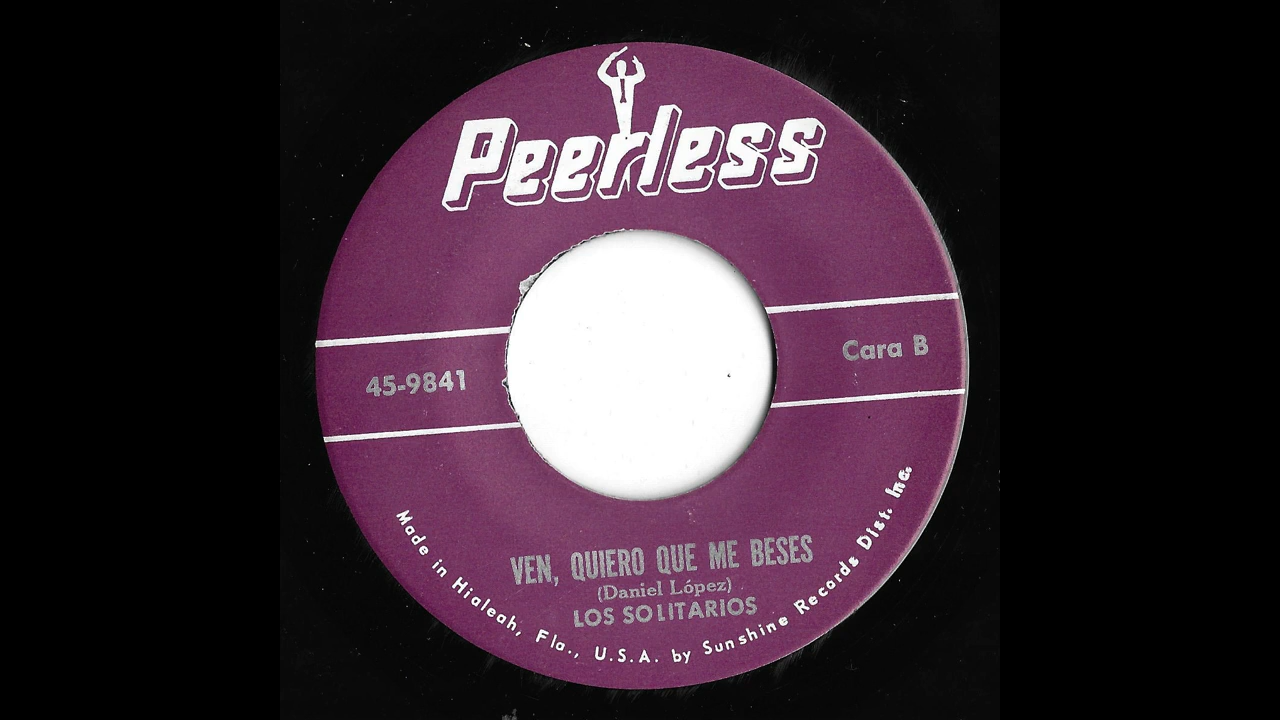 Peerless
45-9841
Cara B
VEN, QUIERO QUE ME BESES
(Daniel López)
LOS SOLITARIOS
Made in Hialeah, Fla., U.S.A. by Sunshine Records Dist. Inc.